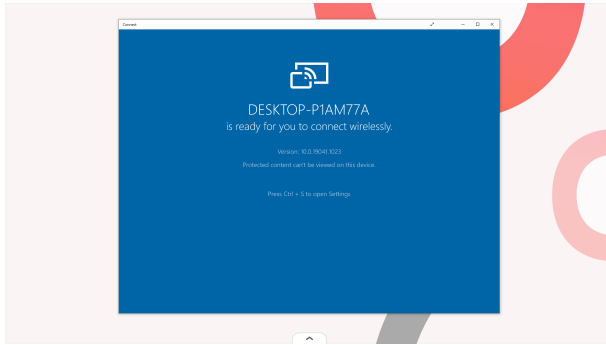 Connect
DESKTOP-P1AM77A
is ready for you to connect wirelessly.
Version: 10.0.19041.1023
Protected content can't be viewed on this device.
Press Ctrl + S to open Settings